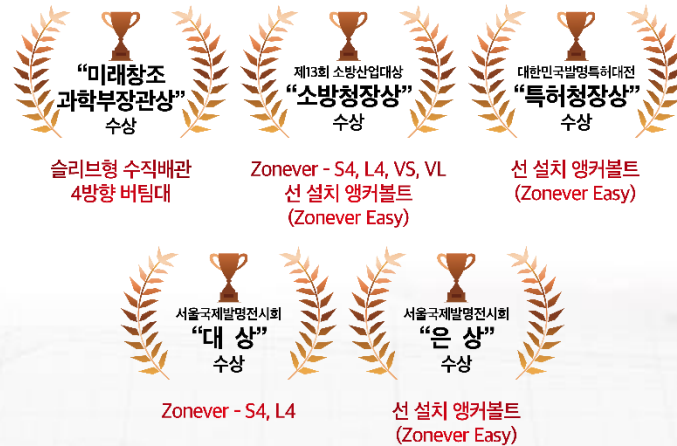 “미래창조
과학부장관상”
수상
슬리브형 수직배관
4방향 버팀대
제13회 소방산업대상
“소방청장상”
수상
Zonever - S4, L4, VS, VL
선 설치 앵커볼트
(Zonever Easy)
대한민국발명특허대전
“특허청장상”
수상
선 설치 앵커볼트
(Zonever Easy)
서울국제발명전시회
“대 상”
수상
Zonever - S4, L4
서울국제발명전시회
“은 상”
수상
선 설치 앵커볼트
(Zonever Easy)